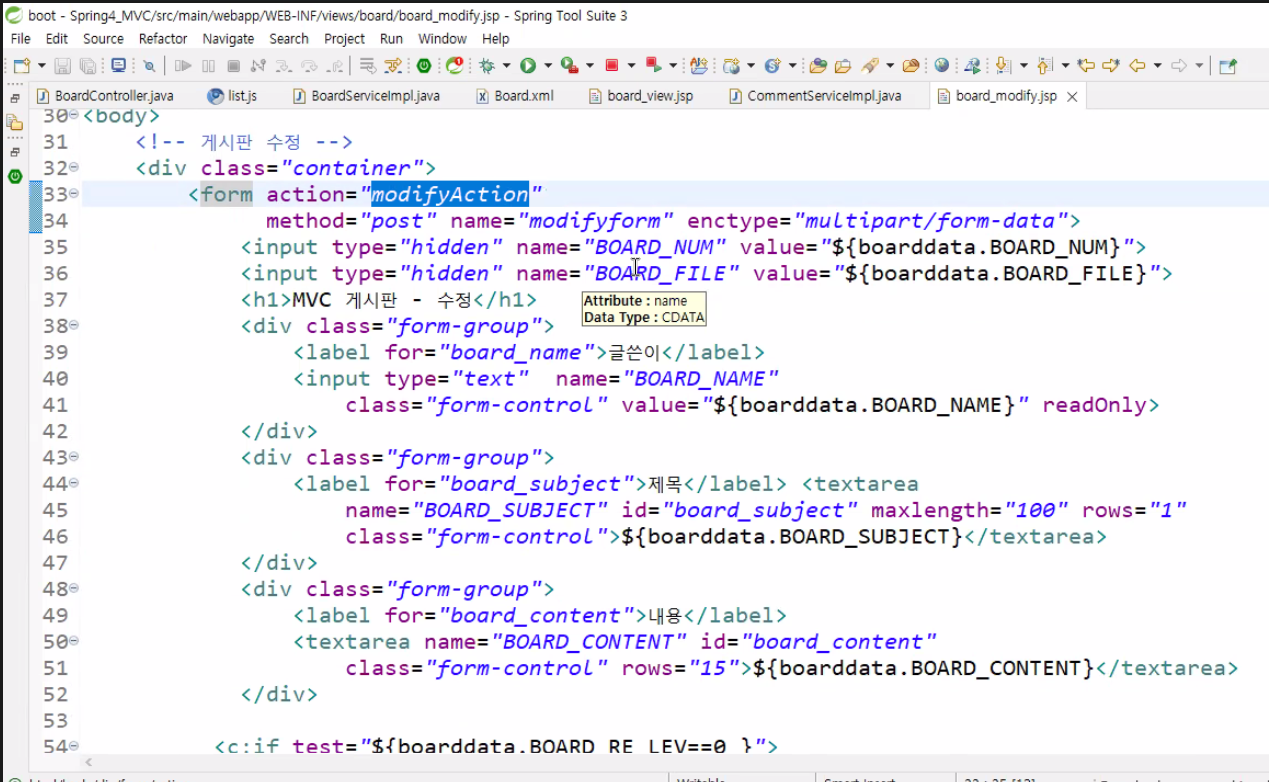 boot - Spring4_MVC/src/main/webapp/WEB-INF/views/board/board_modify.jsp - Spring Tool Suite 3
File Edit Source Refactor Navigate Search Project Run Window Help
BoardController.java list.js BoardServiceImpl.java Board.xml board_view.jsp CommentServiceImpl.java board_modify.jsp
30 <body>
31 <!-- 게시판 수정 -->
32 <div class="container">
33 <form action="modifyAction"
34 method="post" name="modifyform" enctype="multipart/form-data">
35 <input type="hidden" name="BOARD_NUM" value="${boarddata.BOARD_NUM}">
36 <input type="hidden" name="BOARD_FILE" value="${boarddata.BOARD_FILE}">
37 <h1>MVC 게시판 - 수정</h1>
Attribute : name
Data Type : CDATA
38 <div class="form-group">
39 <label for="board_name">글쓴이</label>
40 <input type="text"  name="BOARD_NAME"
41 class="form-control" value="${boarddata.BOARD_NAME}" readOnly>
42 </div>
43 <div class="form-group">
44 <label for="board_subject">제목</label> <textarea
45 name="BOARD_SUBJECT" id="board_subject" maxlength="100" rows="1"
46 class="form-control">${boarddata.BOARD_SUBJECT}</textarea>
47 </div>
48 <div class="form-group">
49 <label for="board_content">내용</label>
50 <textarea name="BOARD_CONTENT" id="board_content"
51 class="form-control" rows="15">${boarddata.BOARD_CONTENT}</textarea>
52 </div>
53
54 <c:if test="${boarddata.BOARD_RE_LEV==0 }">